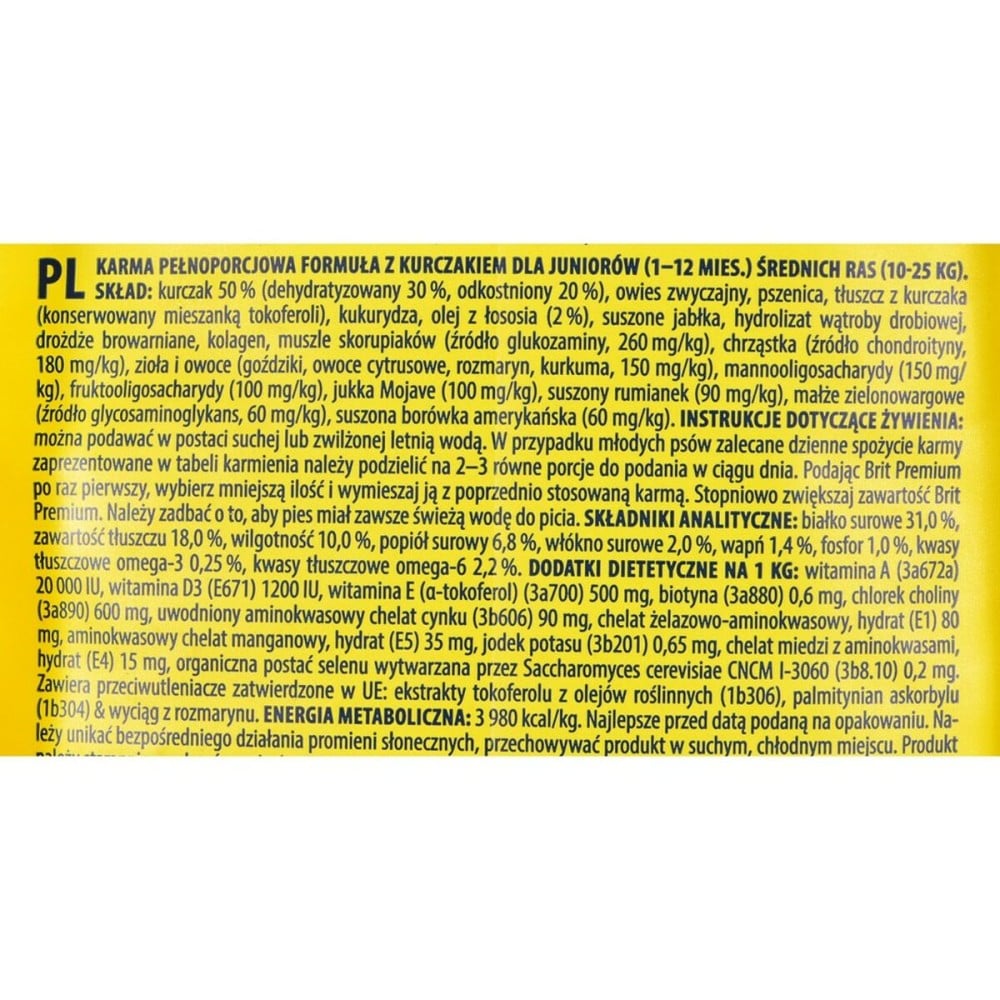 PL KARMA PEŁNOPORCJOWA FORMUŁA Z KURCZAKIEM DLA JUNIORÓW (1–12 MIES.) ŚREDNICH RAS (10-25 KG).
SKŁAD: kurczak 50 % (dehydratyzowany 30 %, odkostniony 20 %), owies zwyczajny, pszenica, tłuszcz z kurczaka
(konserwowany mieszanką tokoferoli), kukurydza, olej z łososia (2 %), suszone jabłka, hydrolizat wątroby drobiowej,
drożdże browarniane, kolagen, muszle skorupiaków (źródło glukozaminy, 260 mg/kg), chrząstka (źródło chondroityny,
180 mg/kg), zioła i owoce (goździki, owoce cytrusowe, rozmaryn, kurkuma, 150 mg/kg), mannooligosacharydy (150 mg/
kg), fruktooligosacharydy (100 mg/kg), jukka Mojave (100 mg/kg), suszony rumianek (90 mg/kg), małże zielonowargowe
(źródło glycosaminoglykans, 60 mg/kg), suszona borówka amerykańska (60 mg/kg). INSTRUKCJE DOTYCZĄCE ŻYWIENIA:
można podawać w postaci suchej lub zwilżonej letnią wodą. W przypadku młodych psów zalecane dzienne spożycie karmy
zaprezentowane w tabeli karmienia należy podzielić na 2–3 równe porcje do podania w ciągu dnia. Podając Brit Premium
po raz pierwszy, wybierz mniejszą ilość i wymieszaj ją z poprzednio stosowaną karmą. Stopniowo zwiększaj zawartość Brit
Premium. Należy zadbać o to, aby pies miał zawsze świeżą wodę do picia. SKŁADNIKI ANALITYCZNE: białko surowe 31,0 %,
zawartość tłuszczu 18,0 %, wilgotność 10,0 %, popiół surowy 6,8 %, włókno surowe 2,0 %, wapń 1,4 %, fosfor 1,0 %, kwasy
tłuszczowe omega-3 0,25 %, kwasy tłuszczowe omega-6 2,2 %. DODATKI DIETETYCZNE NA 1 KG: witamina A (3a672a)
20 000 IU, witamina D3 (E671) 1200 IU, witamina E (α-tokoferol) (3a700) 500 mg, biotyna (3a880) 0,6 mg, chlorek choliny
(3a890) 600 mg, uwodniony aminokwasowy chelat cynku (3b606) 90 mg, chelat żelazowo-aminokwasowy, hydrat (E1) 80
mg, aminokwasowy chelat manganowy, hydrat (E5) 35 mg, jodek potasu (3b201) 0,65 mg, chelat miedzi z aminokwasami,
hydrat (E4) 15 mg, organiczna postać selenu wytwarzana przez Saccharomyces cerevisiae CNCM I-3060 (3b8.10) 0,2 mg.
Zawiera przeciwutleniacze zatwierdzone w UE: ekstrakty tokoferolu z olejów roślinnych (1b306), palmitynian askorbylu
(1b304) & wyciąg z rozmarynu. ENERGIA METABOLICZNA: 3 980 kcal/kg. Najlepsze przed datą podaną na opakowaniu. Na-
leży unikać bezpośredniego działania promieni słonecznych, przechowywać produkt w suchym, chłodnym miejscu. Produkt